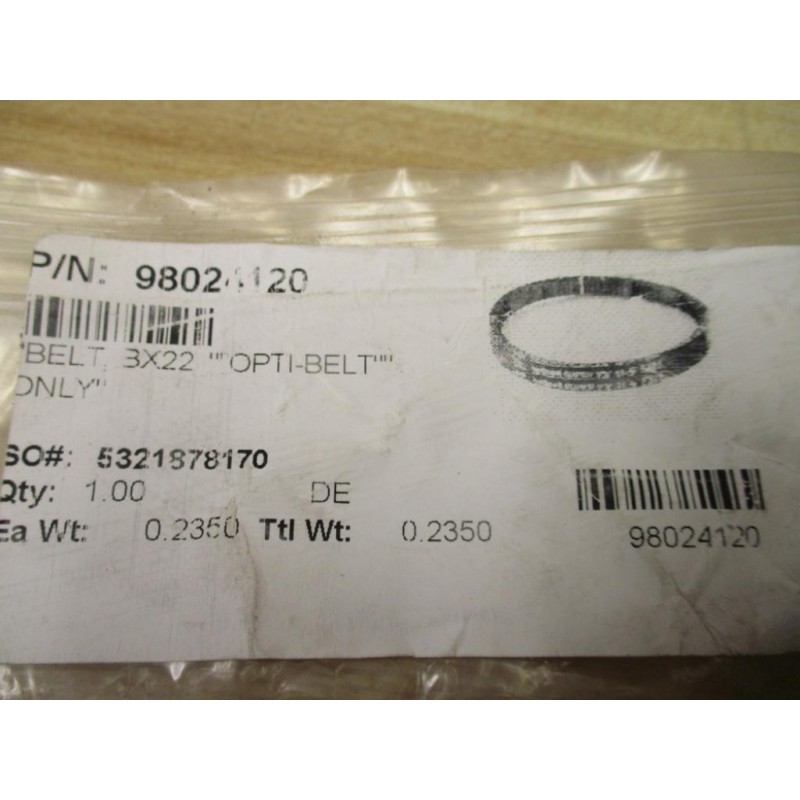 P/N: 98024120
"BELT, BX22 ""OPTI-BELT""
ONLY"
SO#: 5321878170
Qty: 1.00 DE
Ea Wt: 0.2350 Ttl Wt: 0.2350
98024120